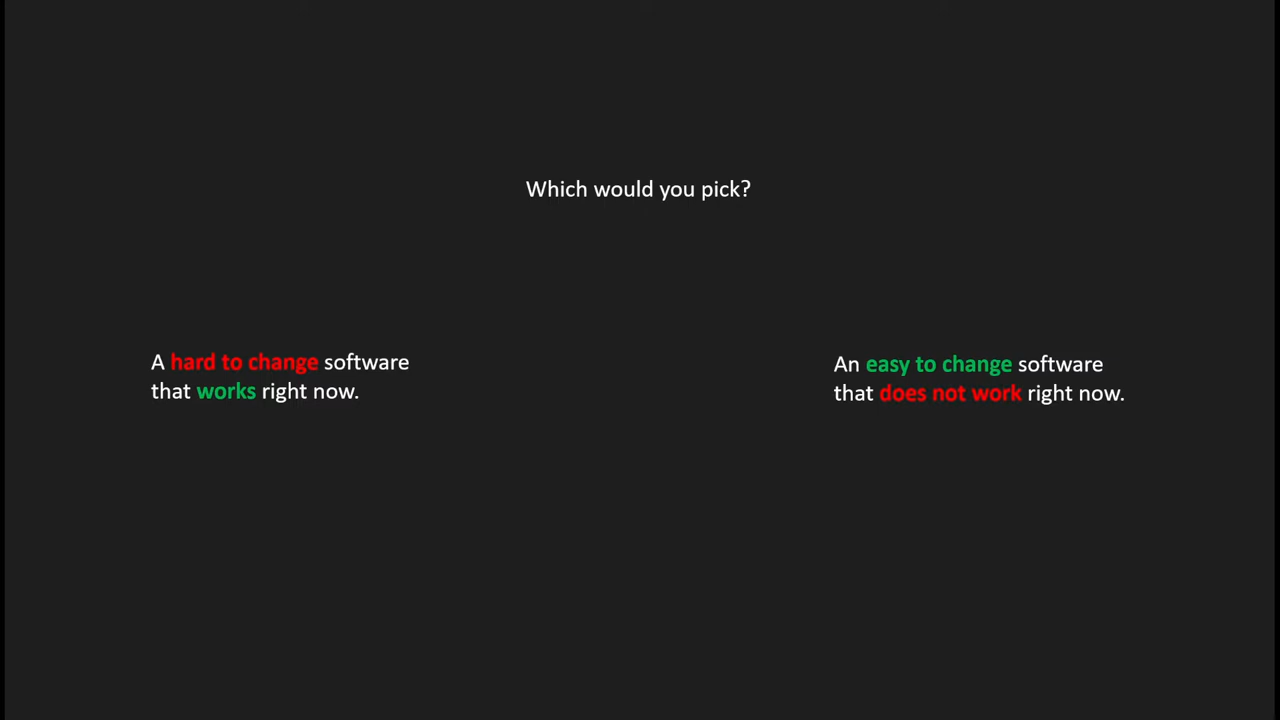 Which would you pick?
A hard to change software
that works right now.
An easy to change software
that does not work right now.